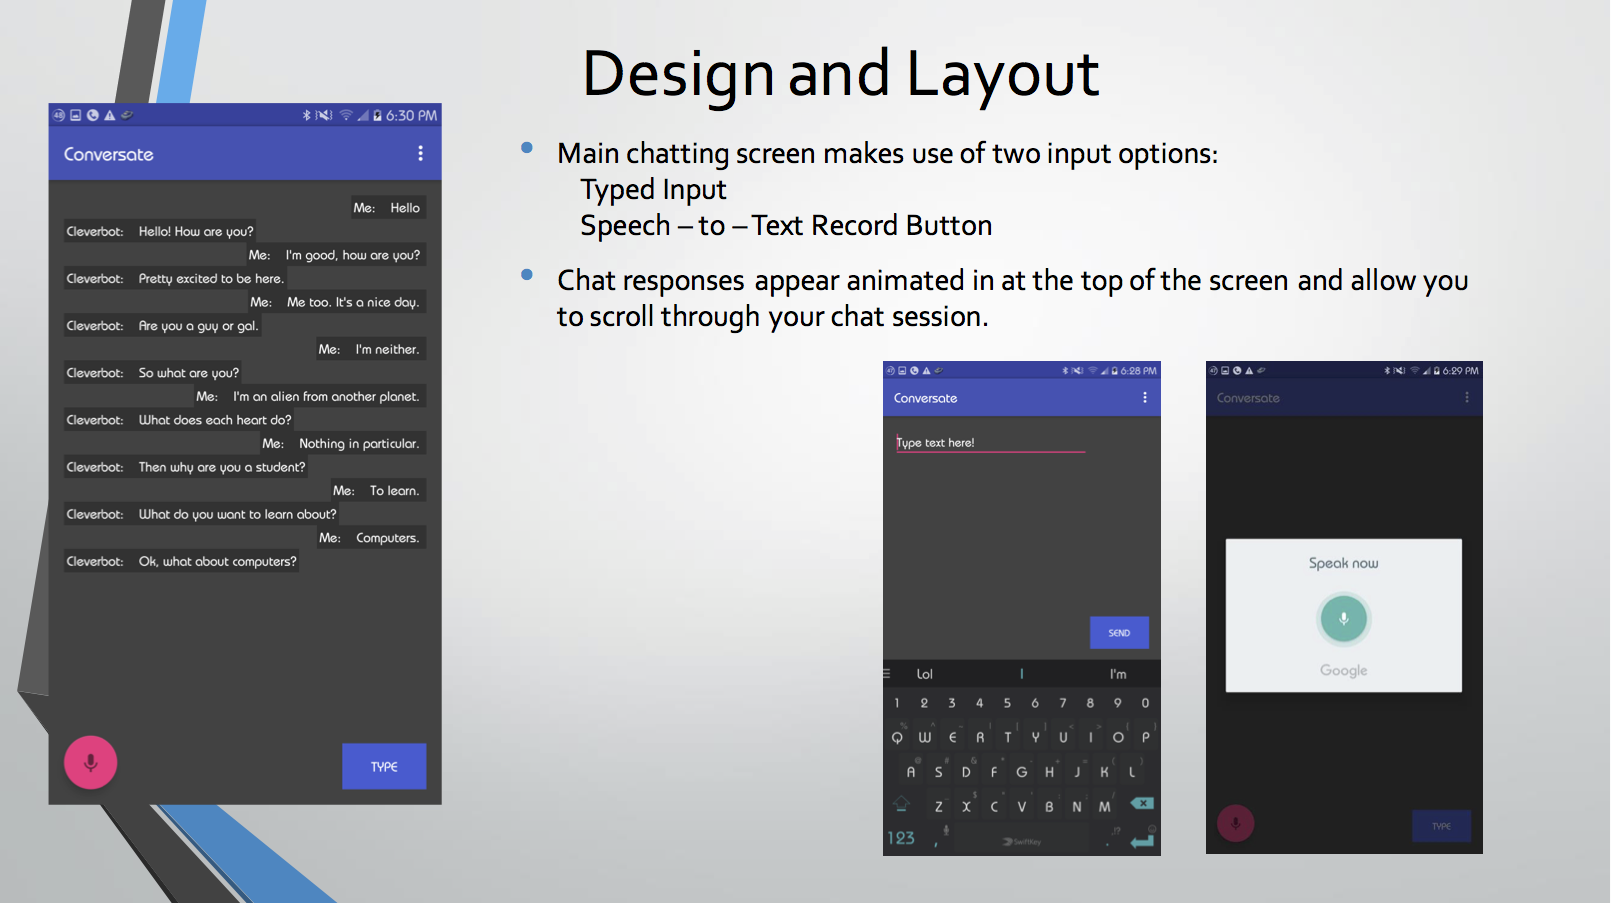 Design and Layout
Main chatting screen makes use of two input options:
Typed Input
Speech – to – Text Record Button
Chat responses appear animated in at the top of the screen and allow you
to scroll through your chat session.
6:30 PM
Conversate
Me: Hello
Cleverbot: Hello! How are you?
Me: I'm good, how are you?
Cleverbot: Pretty excited to be here.
Me: Me too. It's a nice day.
Cleverbot: Are you a guy or gal.
Me: I'm neither.
Cleverbot: So what are you?
Me: I'm an alien from another planet.
Cleverbot: What does each heart do?
Me: Nothing in particular.
Cleverbot: Then why are you a student?
Me: To learn.
Cleverbot: What do you want to learn about?
Me: Computers.
Cleverbot: Ok, what about computers?
TYPE
6:28 PM
Conversate
Type text here!
SEND
Lol I I'm
1 2 3 4 5 6 7 8 9 0
Q W E R T Y U I O P
A S D F G H J K L
Z X C V B N M
123 , SwiftKey .
6:29 PM
Conversate
Speak now
Google
TYPE